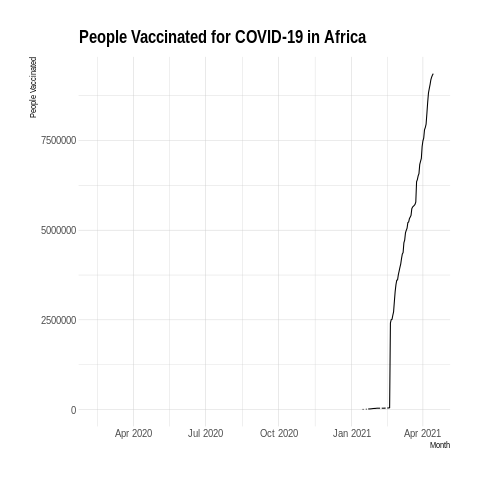 People Vaccinated for COVID-19 in Africa
People Vaccinated
7500000
5000000
2500000
0
Apr 2020 Jul 2020 Oct 2020 Jan 2021 Apr 2021
Month